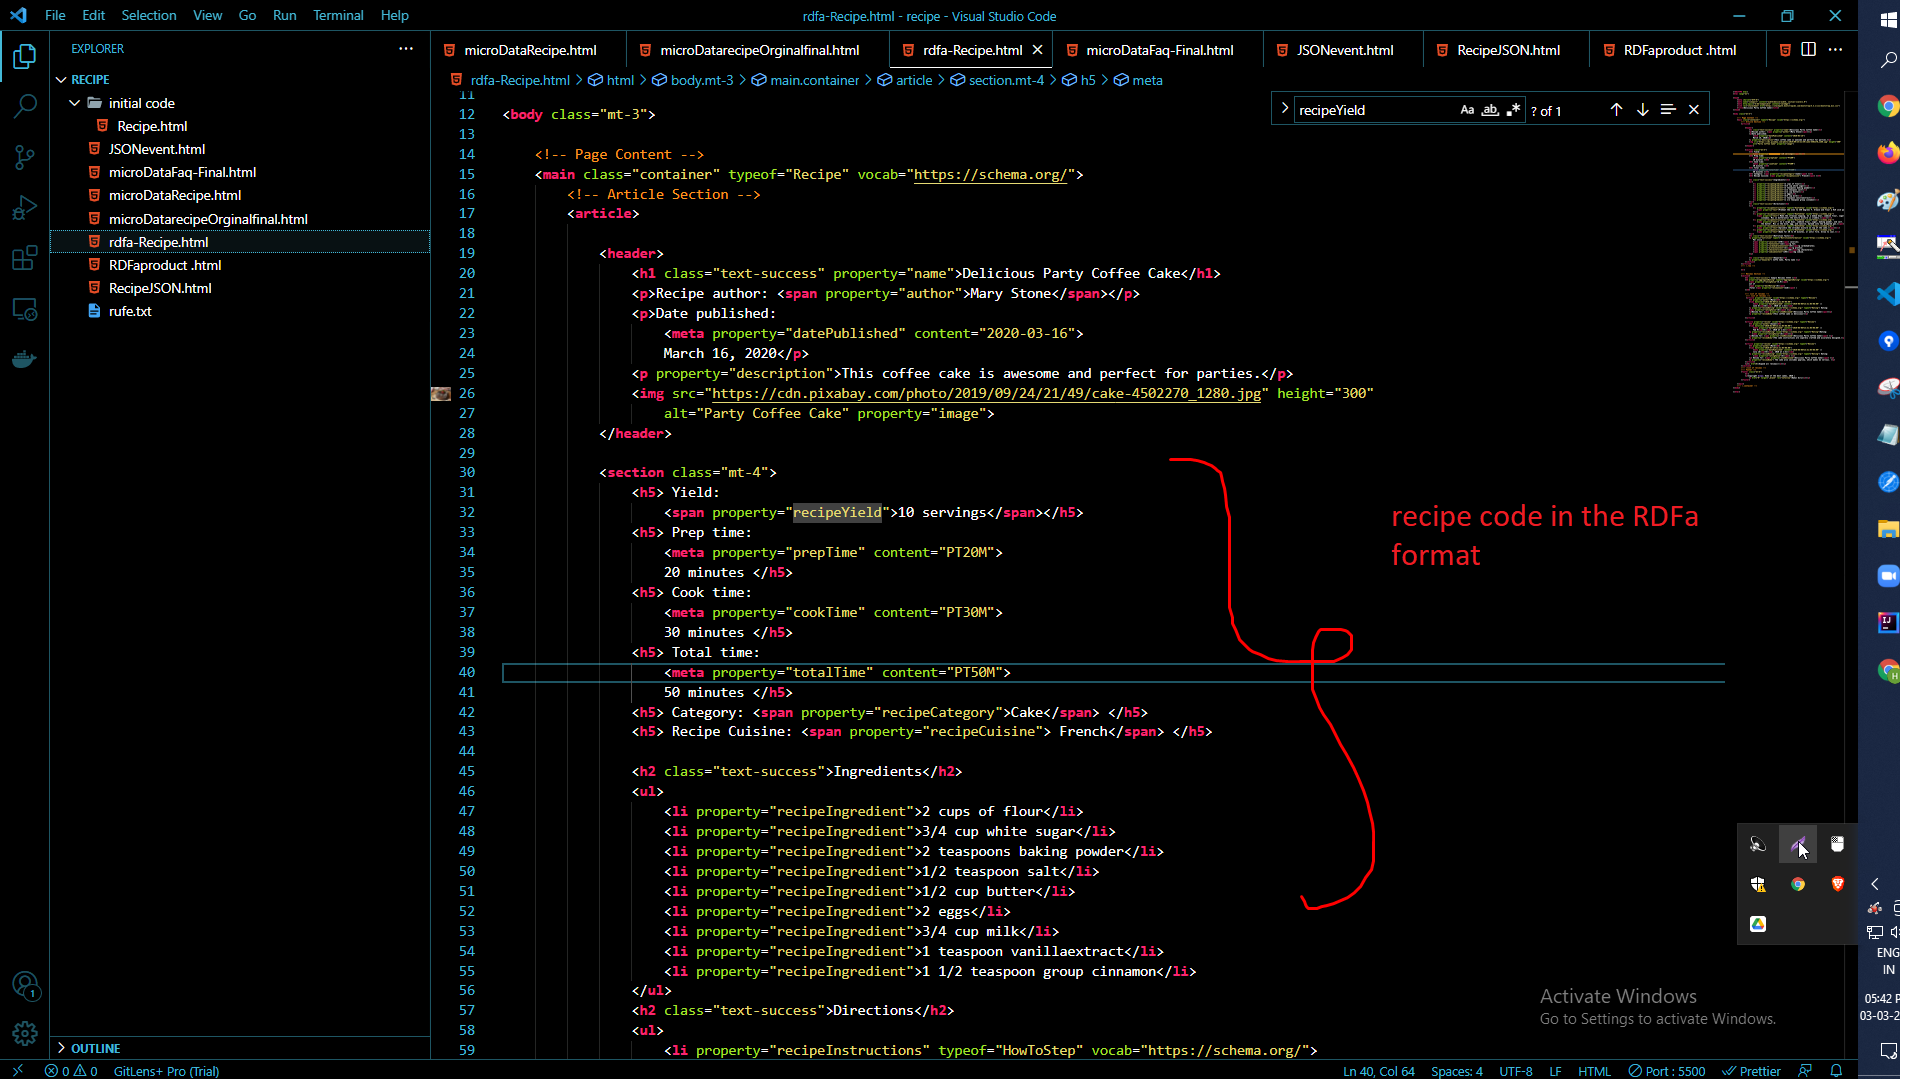 File Edit Selection View Go Run Terminal Help
rdfa-Recipe.html - recipe - Visual Studio Code
EXPLORER
RECIPE
initial code
Recipe.html
JSONevent.html
microDataFaq-Final.html
microDataRecipe.html
microDatarecipeOrginalfinal.html
rdfa-Recipe.html
RDFaproduct .html
RecipeJSON.html
rufe.txt
OUTLINE
microDataRecipe.html microDatarecipeOrginalfinal.html rdfa-Recipe.html microDataFaq-Final.html JSONevent.html RecipeJSON.html RDFaproduct .html
rdfa-Recipe.html > html > body.mt-3 > main.container > article > section.mt-4 > h5 > meta
recipeYield Aa ab ? of 1
11
12 <body class="mt-3">
13
14 <!-- Page Content -->
15 <main class="container" typeof="Recipe" vocab="https://schema.org/">
16 <!-- Article Section -->
17 <article>
18
19 <header>
20 <h1 class="text-success" property="name">Delicious Party Coffee Cake</h1>
21 <p>Recipe author: <span property="author">Mary Stone</span></p>
22 <p>Date published:
23 <meta property="datePublished" content="2020-03-16">
24 March 16, 2020</p>
25 <p property="description">This coffee cake is awesome and perfect for parties.</p>
26 <img src="https://cdn.pixabay.com/photo/2019/09/24/21/49/cake-4502270_1280.jpg" height="300"
27 alt="Party Coffee Cake" property="image">
28 </header>
29
30 <section class="mt-4">
31 <h5> Yield:
32 <span property="recipeYield">10 servings</span></h5>
33 <h5> Prep time:
34 <meta property="prepTime" content="PT20M">
35 20 minutes </h5>
36 <h5> Cook time:
37 <meta property="cookTime" content="PT30M">
38 30 minutes </h5>
39 <h5> Total time:
40 <meta property="totalTime" content="PT50M">
41 50 minutes </h5>
42 <h5> Category: <span property="recipeCategory">Cake</span> </h5>
43 <h5> Recipe Cuisine: <span property="recipeCuisine"> French</span> </h5>
44
45 <h2 class="text-success">Ingredients</h2>
46 <ul>
47 <li property="recipeIngredient">2 cups of flour</li>
48 <li property="recipeIngredient">3/4 cup white sugar</li>
49 <li property="recipeIngredient">2 teaspoons baking powder</li>
50 <li property="recipeIngredient">1/2 teaspoon salt</li>
51 <li property="recipeIngredient">1/2 cup butter</li>
52 <li property="recipeIngredient">2 eggs</li>
53 <li property="recipeIngredient">3/4 cup milk</li>
54 <li property="recipeIngredient">1 teaspoon vanillaextract</li>
55 <li property="recipeIngredient">1 1/2 teaspoon group cinnamon</li>
56 </ul>
57 <h2 class="text-success">Directions</h2>
58 <ul>
59 <li property="recipeInstructions" typeof="HowToStep" vocab="https://schema.org/">
recipe code in the RDFa
format
Activate Windows
Go to Settings to activate Windows.
ENG
IN
05:42 P
03-03-2
1
0 0 GitLens+ Pro (Trial)
Ln 40, Col 64 Spaces: 4 UTF-8 LF HTML Port : 5500 Prettier